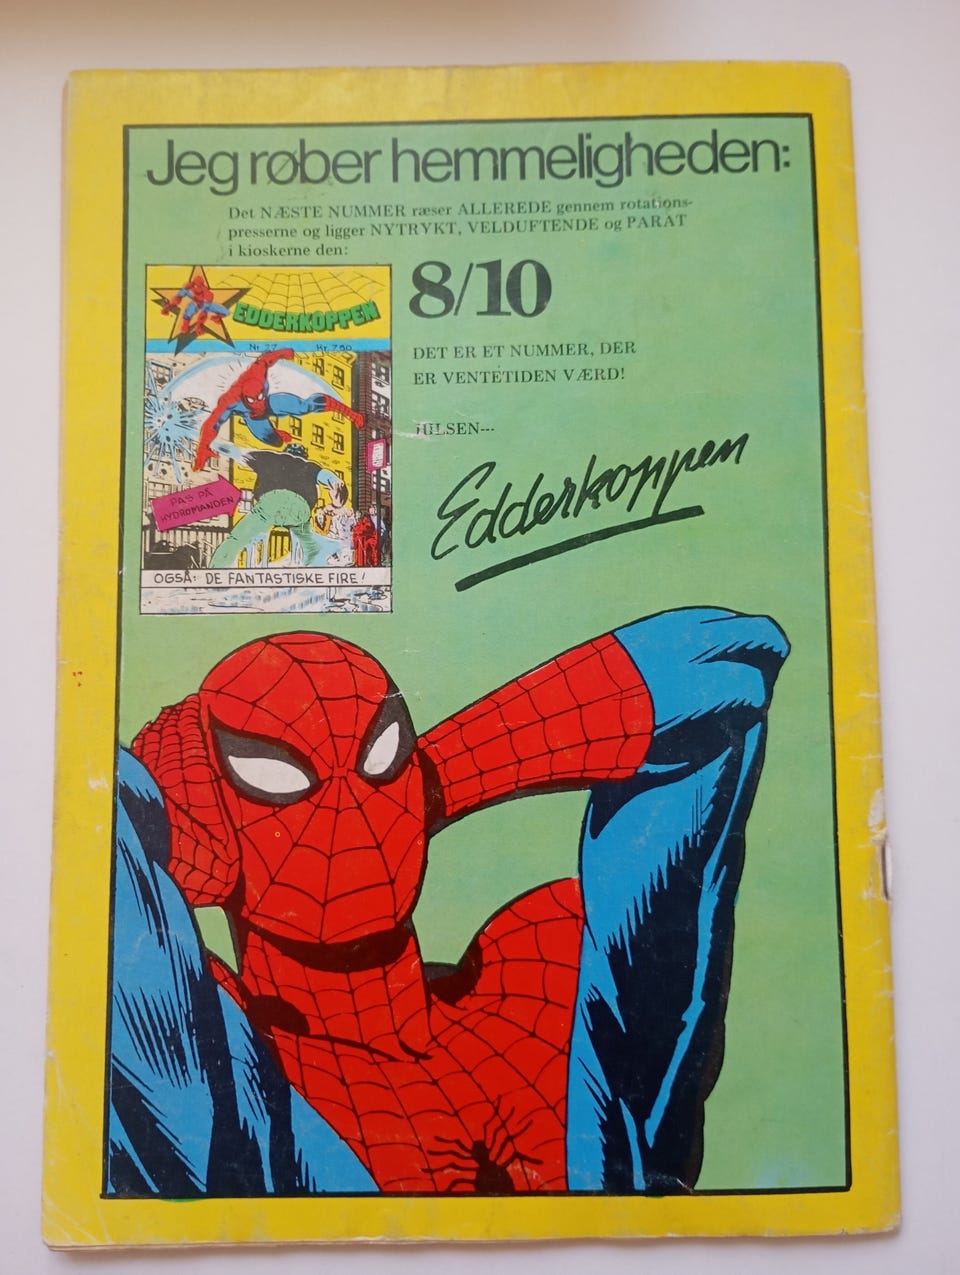 Jeg røber hemmeligheden:
Det NÆSTE NUMMER ræser ALLEREDE gennem rotations-
presserne og ligger NYTRYKT, VELDUFTENDE og PARAT
i kioskerne den:
8/10
EDDERKOPPEN
Nr. 27 Kr. 7.50
DET ER ET NUMMER, DER
ER VENTETIDEN VÆRD!
HILSEN---
Edderkoppen
PAS PÅ
HYDROMANDEN
OGSÅ: DE FANTASTISKE FIRE!